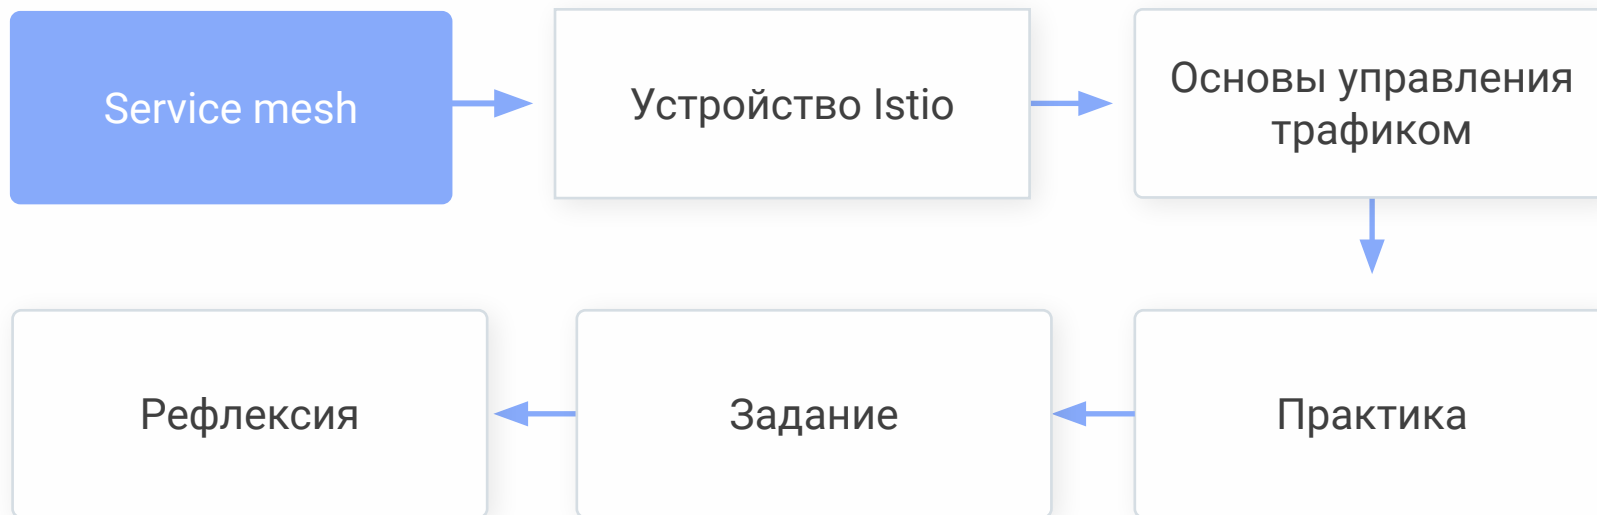 Service mesh
Устройство Istio
Основы управления
трафиком
Практика
Задание
Рефлексия